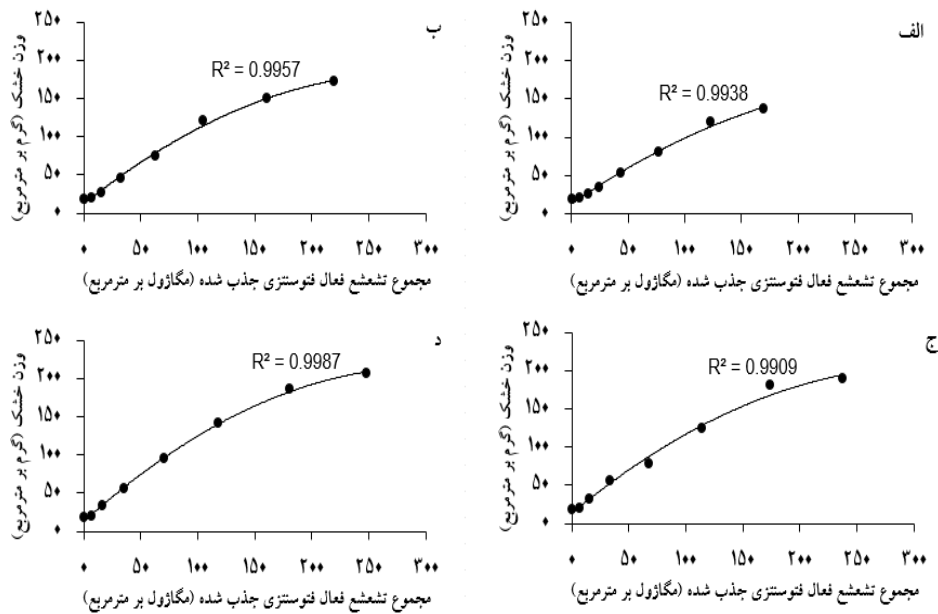 الف
وزن خشک (گرم بر مترمربع)
۲۵۰
۲۰۰
۱۵۰
۱۰۰
۵۰
۰
R² = 0.9938
۰ ۵۰ ۱۰۰ ۱۵۰ ۲۰۰ ۲۵۰ ۳۰۰
مجموع تشعشع فعال فتوسنتزی جذب شده (مگاژول بر مترمربع)
ب
وزن خشک (گرم بر مترمربع)
۲۵۰
۲۰۰
۱۵۰
۱۰۰
۵۰
۰
R² = 0.9957
۰ ۵۰ ۱۰۰ ۱۵۰ ۲۰۰ ۲۵۰ ۳۰۰
مجموع تشعشع فعال فتوسنتزی جذب شده (مگاژول بر مترمربع)
ج
وزن خشک (گرم بر مترمربع)
۲۵۰
۲۰۰
۱۵۰
۱۰۰
۵۰
۰
R² = 0.9909
۰ ۵۰ ۱۰۰ ۱۵۰ ۲۰۰ ۲۵۰ ۳۰۰
مجموع تشعشع فعال فتوسنتزی جذب شده (مگاژول بر مترمربع)
د
وزن خشک (گرم بر مترمربع)
۲۵۰
۲۰۰
۱۵۰
۱۰۰
۵۰
۰
R² = 0.9987
۰ ۵۰ ۱۰۰ ۱۵۰ ۲۰۰ ۲۵۰ ۳۰۰
مجموع تشعشع فعال فتوسنتزی جذب شده (مگاژول بر مترمربع)